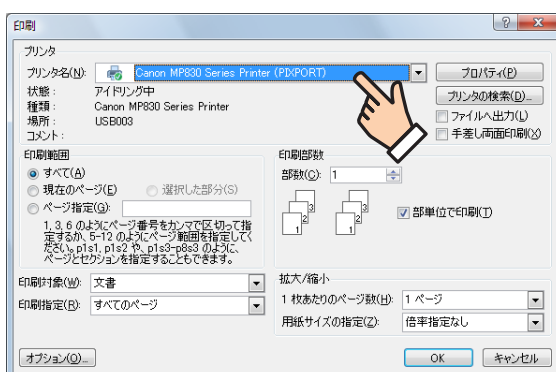 印刷
プリンタ
プリンタ名(N): Canon MP830 Series Printer (PIXPORT) プロパティ(P)
状態： アイドリング中 プリンタの検索(D)...
種類： Canon MP830 Series Printer ファイルへ出力(L)
場所： USB003 手差し両面印刷(X)
コメント：
印刷範囲 印刷部数
すべて(A) 部数(C): 1
現在のページ(E) 選択した部分(S)
ページ指定(G): 部単位で印刷(T)
1 2 3 1 2 3
1, 3, 6 のようにページ番号をカンマで区切って指
定するか、5-12 のようにページ範囲を指定してく
ださい。p1s1, p1s2 や、p1s3-p8s3 のように、
ページとセクションを指定することもできます。
印刷対象(W): 文書 拡大/縮小
印刷指定(R): すべてのページ 1 枚あたりのページ数(H): 1 ページ
用紙サイズの指定(Z): 倍率指定なし
オプション(O)... OK キャンセル